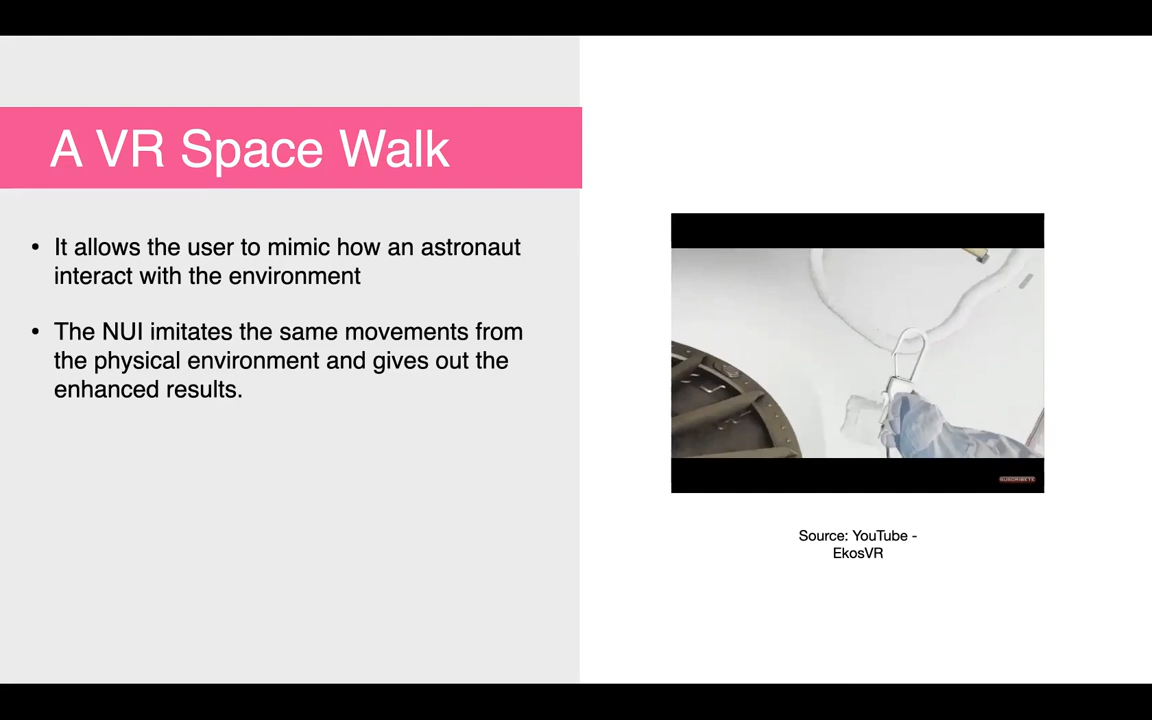 A VR Space Walk
• It allows the user to mimic how an astronaut
interact with the environment
• The NUI imitates the same movements from
the physical environment and gives out the
enhanced results.
SUSCRIBETE
Source: YouTube -
EkosVR